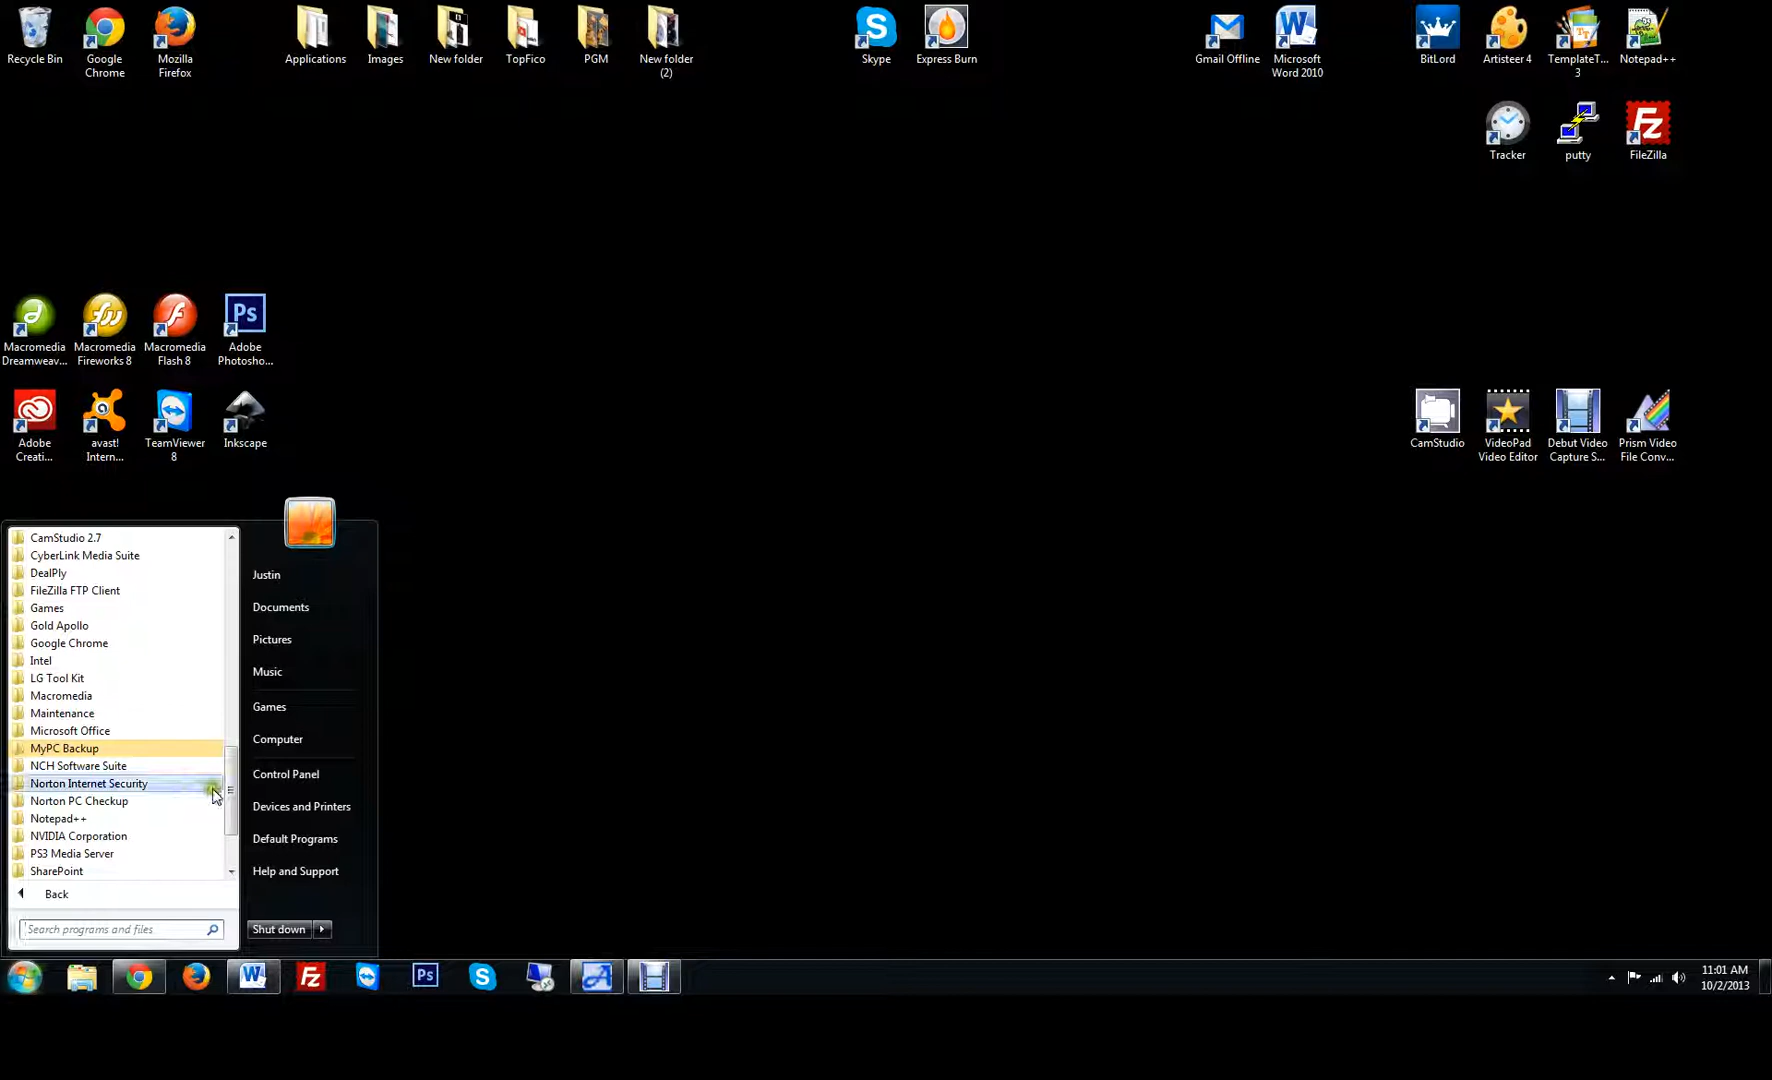 Recycle Bin
Google
Chrome
Mozilla
Firefox
Applications
Images
New folder
TopFico
PGM
New folder
(2)
Skype
Express Burn
Gmail Offline
Microsoft
Word 2010
BitLord
Artisteer 4
TemplateT...
3
Notepad++
Tracker
putty
FileZilla
Macromedia
Dreamweav...
Macromedia
Fireworks 8
Macromedia
Flash 8
Adobe
Photosho...
Adobe
Creati...
avast!
Intern...
TeamViewer
8
Inkscape
CamStudio
VideoPad
Video Editor
Debut Video
Capture S...
Prism Video
File Conv...
CamStudio 2.7
CyberLink Media Suite
DealPly
FileZilla FTP Client
Games
Gold Apollo
Google Chrome
Intel
LG Tool Kit
Macromedia
Maintenance
Microsoft Office
MyPC Backup
NCH Software Suite
Norton Internet Security
Norton PC Checkup
Notepad++
NVIDIA Corporation
PS3 Media Server
SharePoint
Back
Search programs and files
Justin
Documents
Pictures
Music
Games
Computer
Control Panel
Devices and Printers
Default Programs
Help and Support
Shut down
11:01 AM
10/2/2013